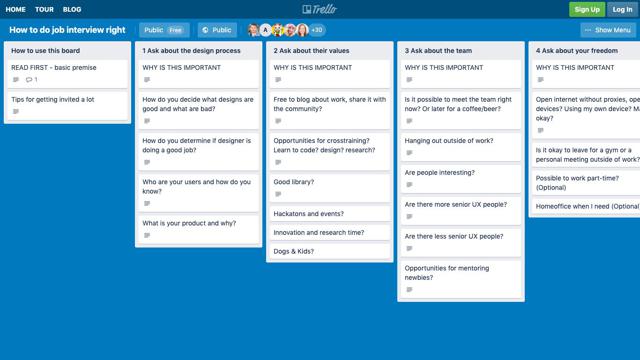 HOME TOUR BLOG
Trello
Sign Up Log In
How to do job interview right
Public Free
Public
A
+30
Show Menu
How to use this board
READ FIRST - basic premise
1
Tips for getting invited a lot
1 Ask about the design process
WHY IS THIS IMPORTANT
How do you decide what designs are
good and what are bad?
How do you determine if designer is
doing a good job?
Who are your users and how do you
know?
What is your product and why?
2 Ask about their values
WHY IS THIS IMPORTANT
Free to blog about work, share it with
the community?
Opportunities for crosstraining?
Learn to code? design? research?
Good library?
Hackatons and events?
Innovation and research time?
Dogs & Kids?
3 Ask about the team
WHY IS THIS IMPORTANT
Is it possible to meet the team right
now? Or later for a coffee/beer?
Hanging out outside of work?
Are people interesting?
Are there more senior UX people?
Are there less senior UX people?
Opportunities for mentoring
newbies?
4 Ask about your freedom
WHY IS THIS IMPORTANT
Open internet without proxies, ope
devices? Using my own device? Ma
okay?
Is it okay to leave for a gym or a
personal meeting outside of work?
Possible to work part-time?
(Optional)
Homeoffice when I need (Optional